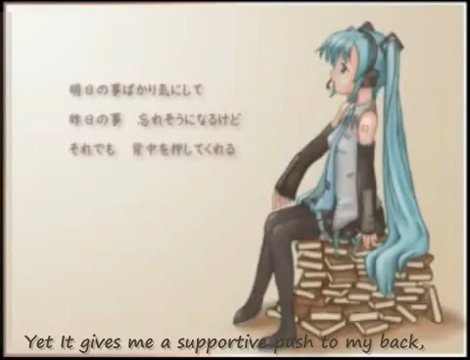 明日の事ばかり気にして
昨日の事　忘れそうになるけど
それでも　背中を押してくれる
Yet It gives me a supportive push to my back,